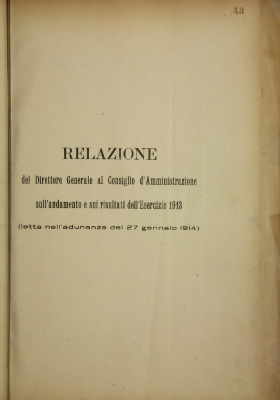 43
RELAZIONE
del Direttore Generale al Consiglio d'Amministrazione
sull'andamento e sui risultati dell'Esercizio 1913
(letta nell'adunanza del 27 gennaio 1914)